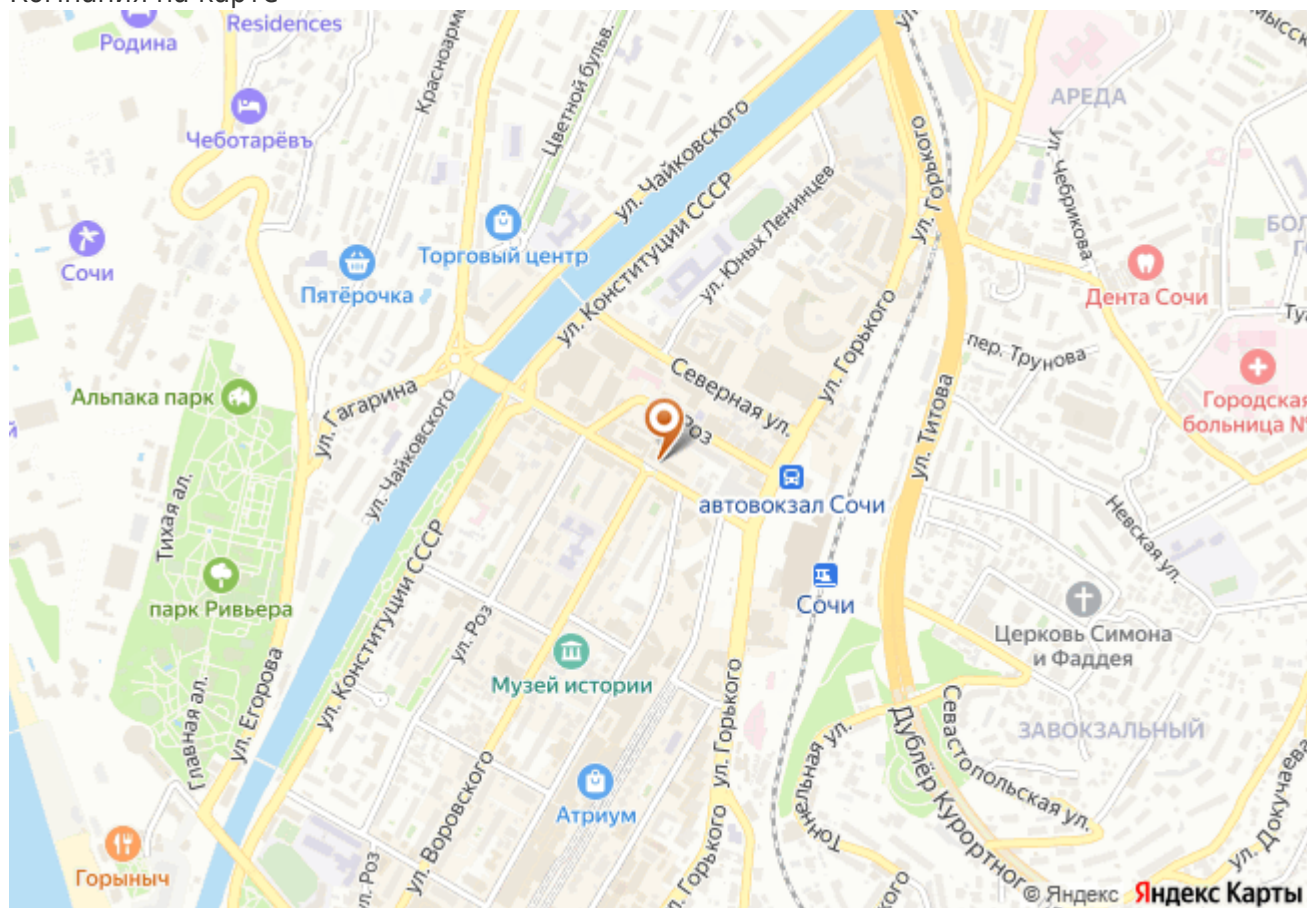 Компания на карте
Родина
Residences
Чеботарёвъ
Красноарм
Цветной бульв.
ул. Чайковского
ул. Конституции СССР
ул. Юных Ленинцев
ул. Горького
АРЕДА
ул. Чебрикова
Сочи
Торговый центр
Пятёрочка
Дента Сочи
пер. Трунова
Северная ул.
ул. Горького
Альпака парк
ул. Гагарина
Роз
Городская
больница №
ул. Титова
ул. Чайковского
автовокзал Сочи
Тихая ал.
Невская ул.
парк Ривьера
ул. Конституции СССР
Сочи
Церковь Симона
и Фаддея
ул. Роз
Музей истории
Главная ал.
ул. Егорова
ул. Горького
ЗАВОКЗАЛЬНЫЙ
Севастопольская ул.
Тоннельная ул.
Дублёр Курортног
ул. Воровского
Атриум
ул. Горького
ул. Докучаева
Горыныч
ул. Роз
© Яндекс Яндекс Карты